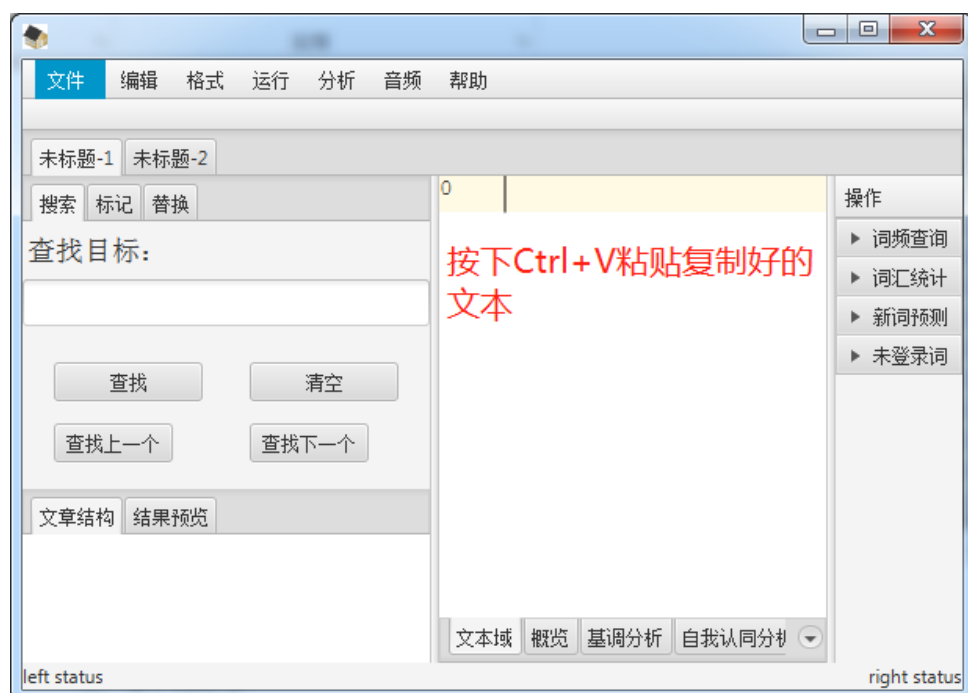 文件 编辑 格式 运行 分析 音频 帮助
未标题-1 未标题-2
搜索 标记 替换
查找目标：
查找 清空
查找上一个 查找下一个
文章结构 结果预览
0
按下Ctrl+V粘贴复制好的
文本
文本域 概览 基调分析 自我认同分
操作
词频查询
词汇统计
新词预测
未登录词
left status
right status